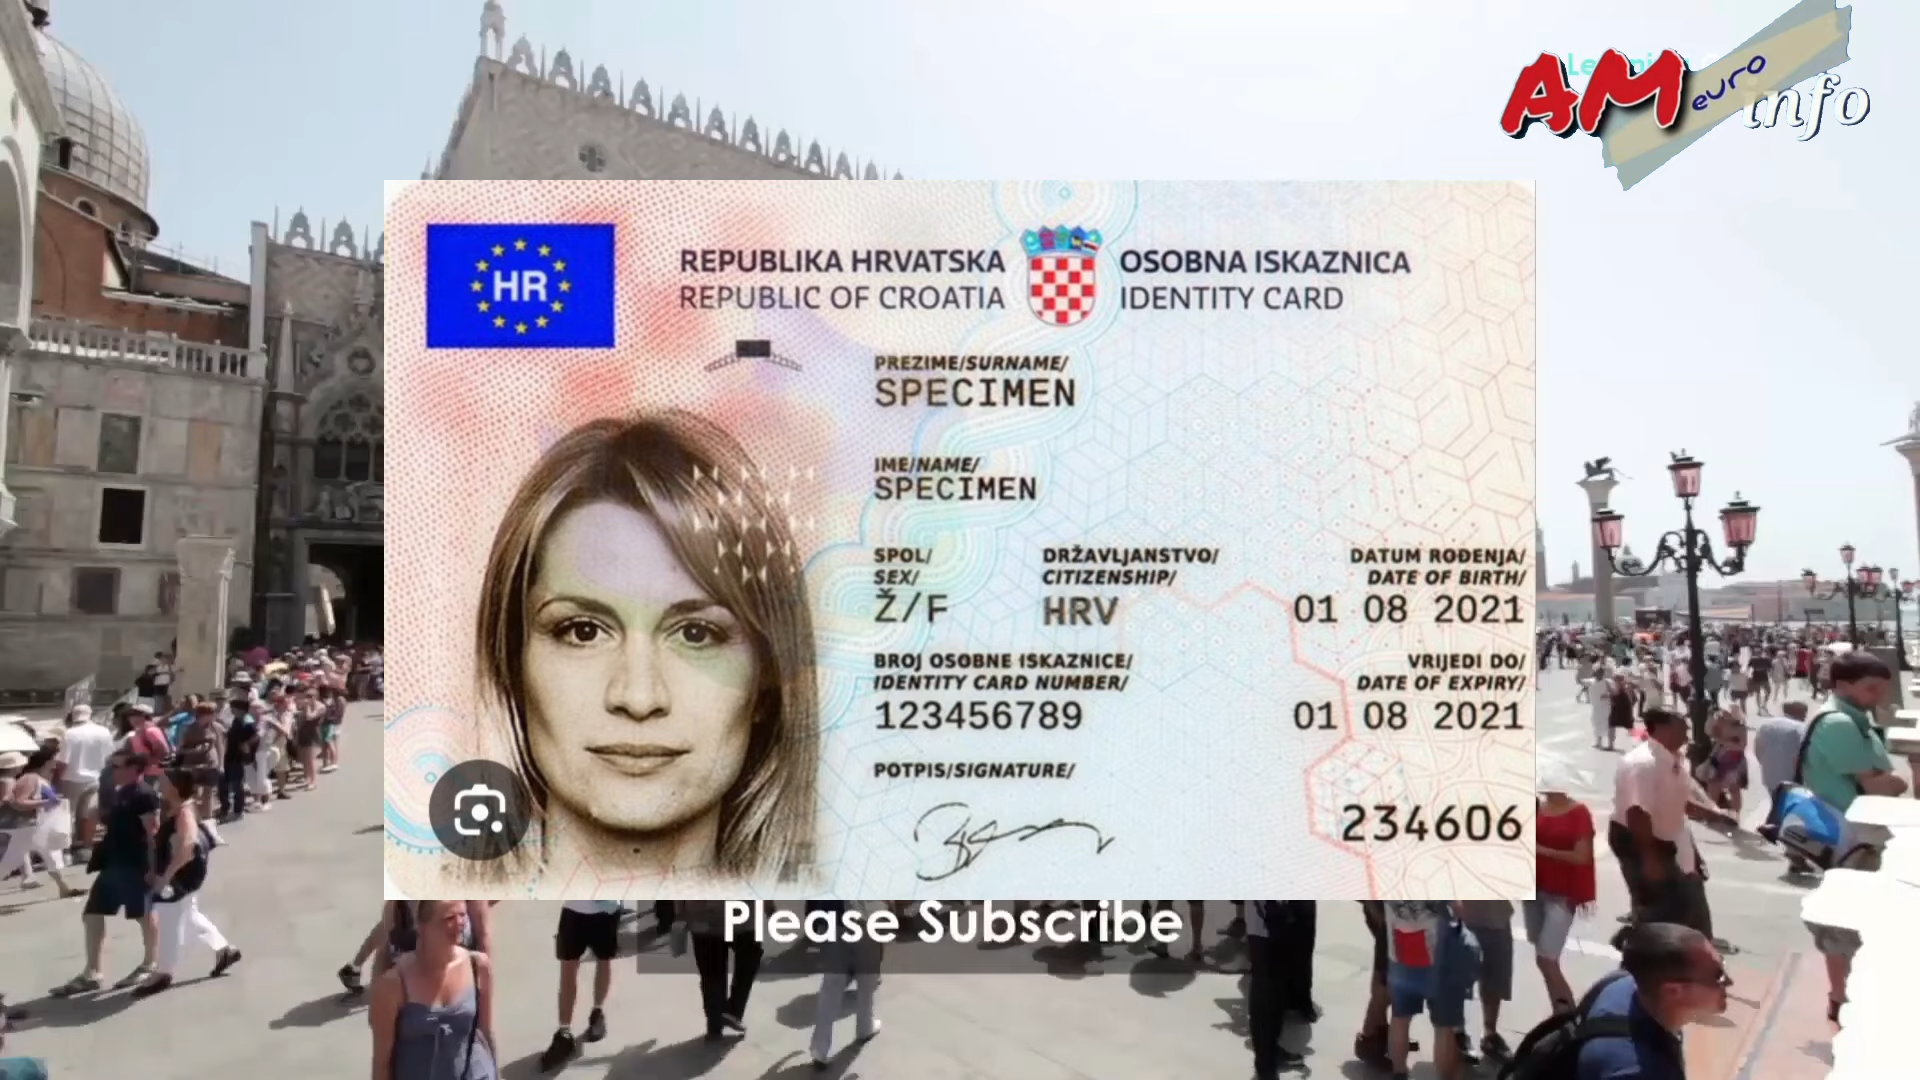 AM euro info
HR
REPUBLIKA HRVATSKA
REPUBLIC OF CROATIA
OSOBNA ISKAZNICA
IDENTITY CARD
PREZIME/SURNAME/
SPECIMEN
IME/NAME/
SPECIMEN
SPOL/
SEX/
Ž/F
DRŽAVLJANSTVO/
CITIZENSHIP/
HRV
DATUM ROĐENJA/
DATE OF BIRTH/
01 08 2021
BROJ OSOBNE ISKAZNICE/
IDENTITY CARD NUMBER/
123456789
VRIJEDI DO/
DATE OF EXPIRY/
01 08 2021
POTPIS/SIGNATURE/
234606
Please Subscribe